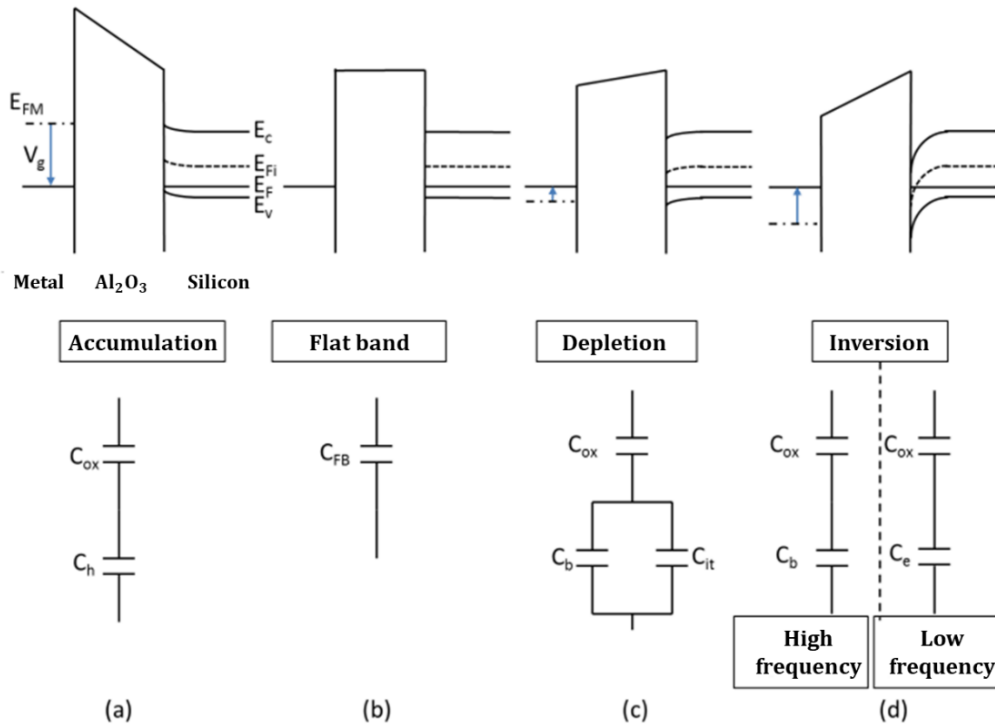 E_FM
V_g
E_c
E_Fi
E_F
E_v
Metal Al₂O₃ Silicon
Accumulation Flat band Depletion Inversion
C_ox C_FB C_ox C_ox C_ox
C_h C_b C_it C_b C_e
High frequency
Low frequency
(a) (b) (c) (d)